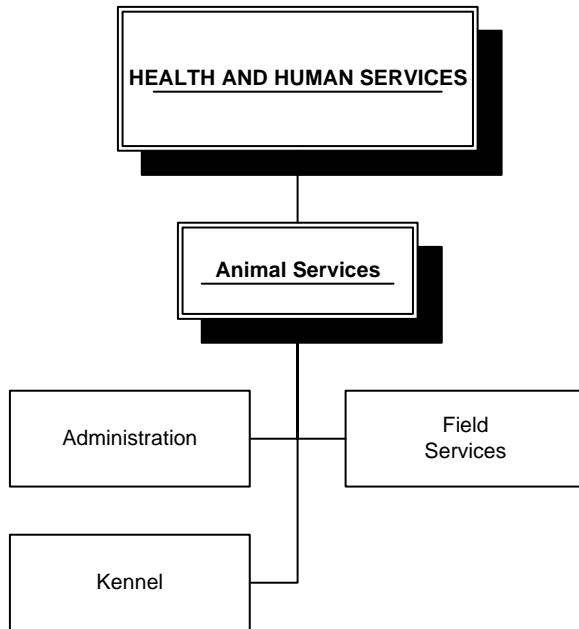 HEALTH AND HUMAN SERVICES
Animal Services
Administration
Field
Services
Kennel